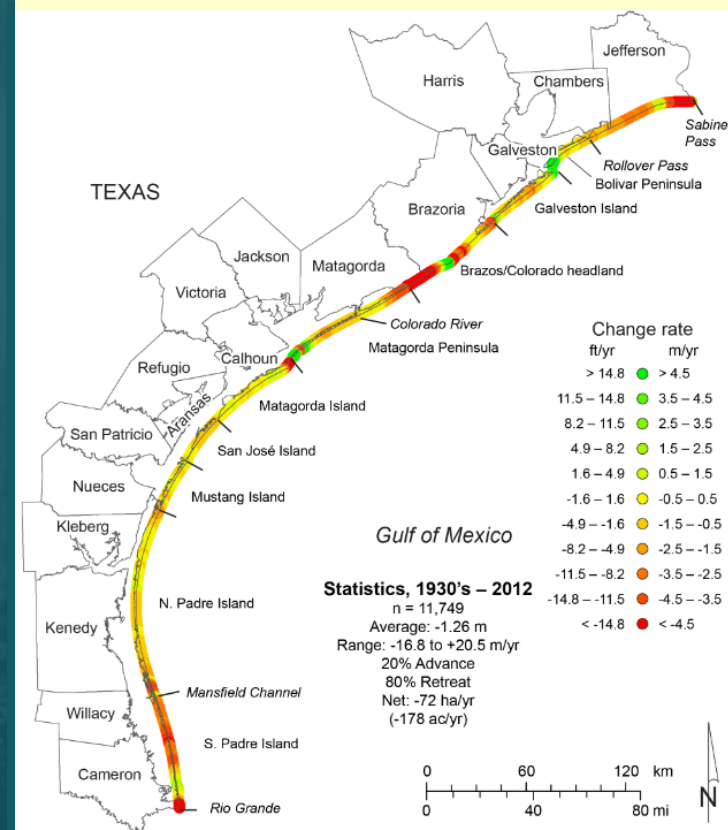 Jefferson
Harris
Chambers
Sabine
Pass
Galveston
Rollover Pass
Bolivar Peninsula
TEXAS
Brazoria
Galveston Island
Jackson
Matagorda
Brazos/Colorado headland
Victoria
Colorado River
Calhoun
Matagorda Peninsula
Refugio
Aransas
Matagorda Island
San Patricio
San José Island
Nueces
Mustang Island
Kleberg
Gulf of Mexico
N. Padre Island
Kenedy
Mansfield Channel
Willacy
S. Padre Island
Cameron
Rio Grande
Change rate
ft/yr m/yr
> 14.8 > 4.5
11.5 – 14.8 3.5 – 4.5
8.2 – 11.5 2.5 – 3.5
4.9 – 8.2 1.5 – 2.5
1.6 – 4.9 0.5 – 1.5
-1.6 – 1.6 -0.5 – 0.5
-4.9 – -1.6 -1.5 – -0.5
-8.2 – -4.9 -2.5 – -1.5
-11.5 – -8.2 -3.5 – -2.5
-14.8 – -11.5 -4.5 – -3.5
< -14.8 < -4.5
Statistics, 1930's – 2012
n = 11,749
Average: -1.26 m
Range: -16.8 to +20.5 m/yr
20% Advance
80% Retreat
Net: -72 ha/yr
(-178 ac/yr)
0 60 120 km
0 40 80 mi
N